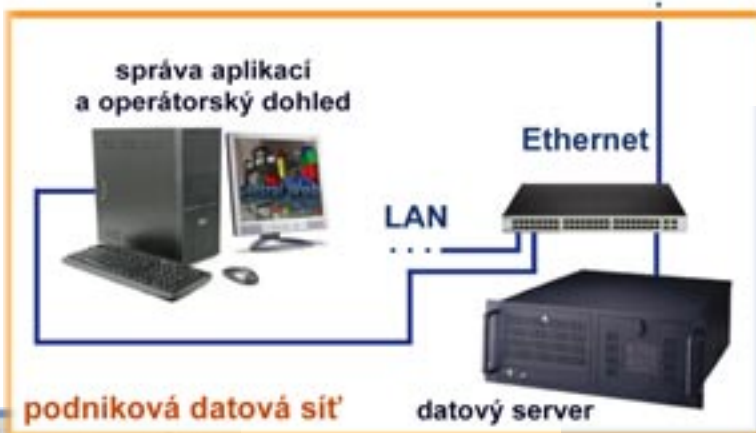 správa aplikací
a operátorský dohled
Ethernet
LAN
podniková datová síť
datový server